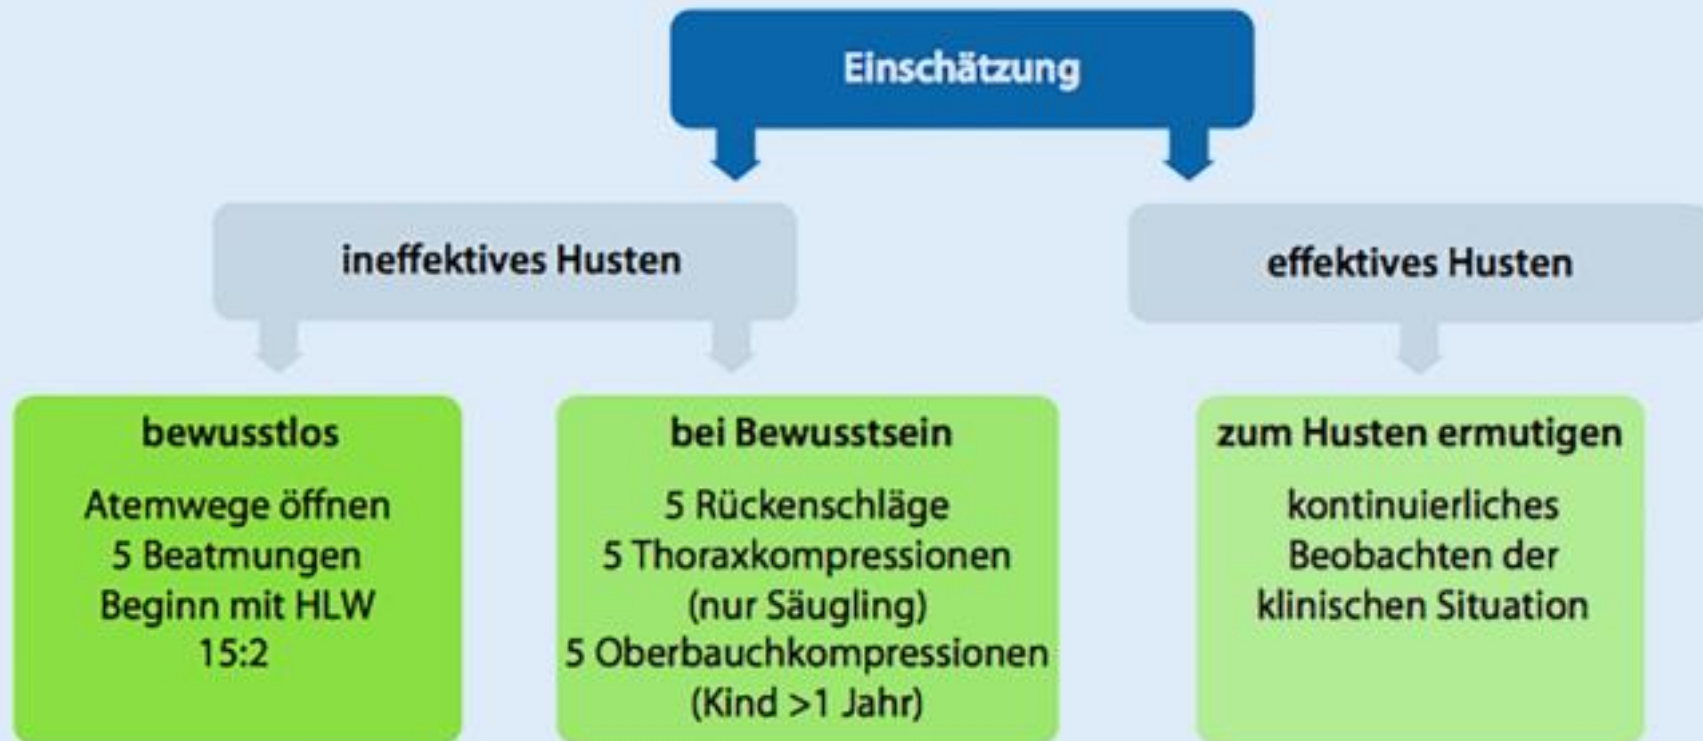 Einschätzung
ineffektives Husten
effektives Husten
bewusstlos
Atemwege öffnen
5 Beatmungen
Beginn mit HLW
15:2
bei Bewusstsein
5 Rückenschläge
5 Thoraxkompressionen
(nur Säugling)
5 Oberbauchkompressionen
(Kind >1 Jahr)
zum Husten ermutigen
kontinuierliches
Beobachten der
klinischen Situation